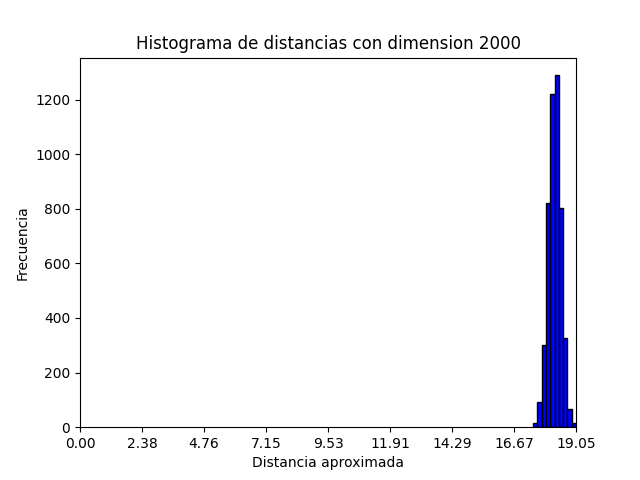 Histograma de distancias con dimension 2000
1200
1000
800
600
400
200
0
Frecuencia
0.00 2.38 4.76 7.15 9.53 11.91 14.29 16.67 19.05
Distancia aproximada